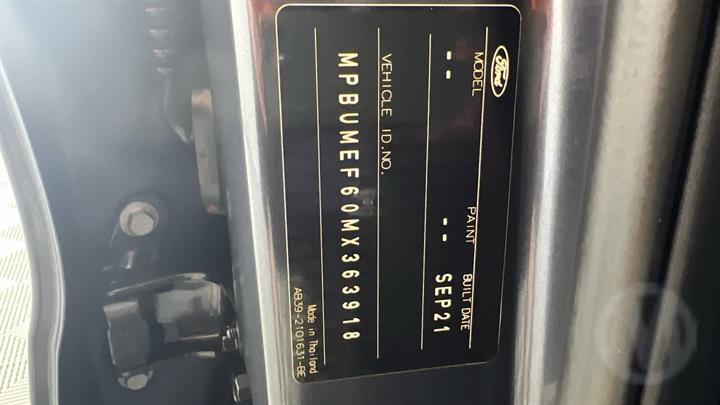 Ford
MODEL PAINT BUILT DATE
-- -- SEP21
VEHICLE ID.NO.
MPBUMEF60MX363918
Made in Thailand
AB39-2101631-BE